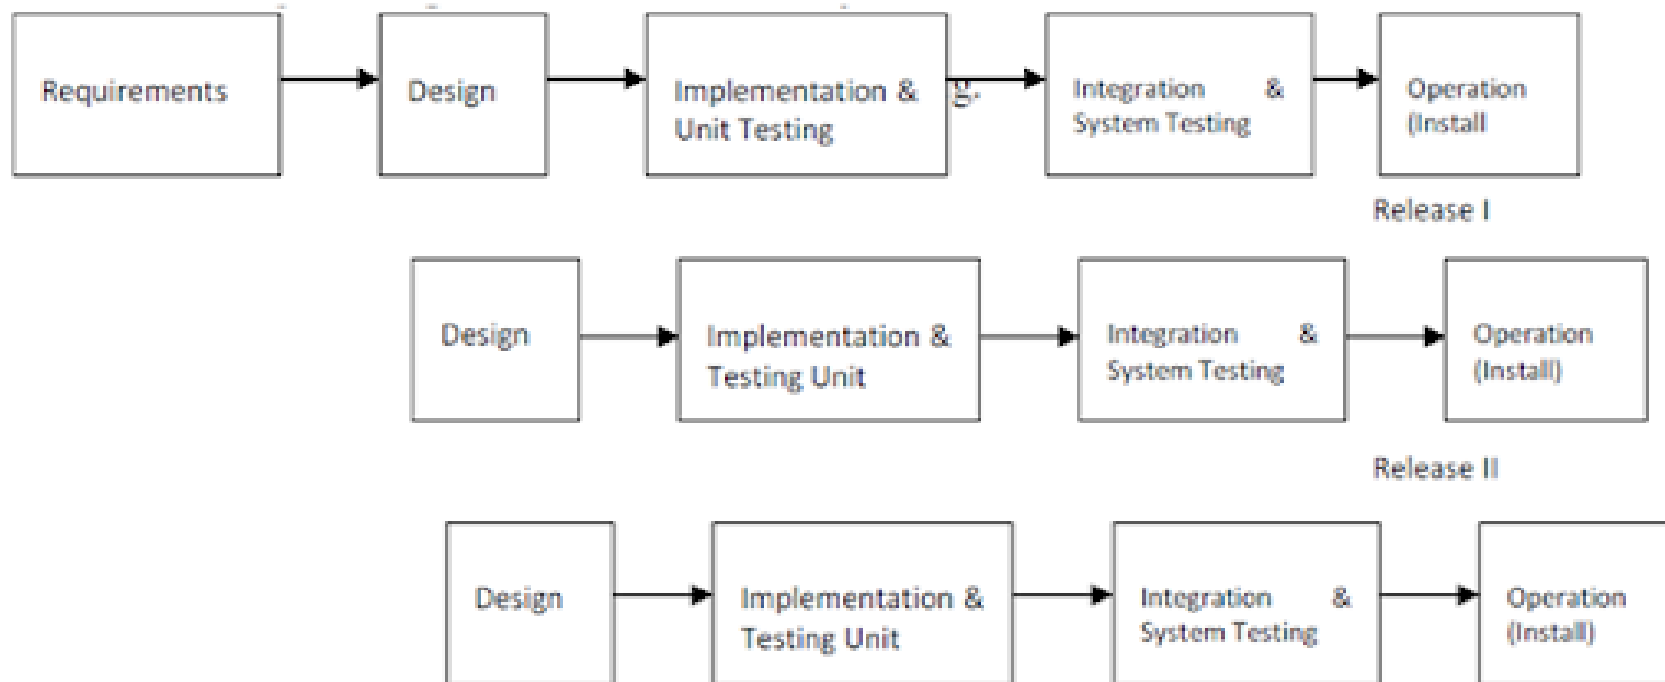 Requirements
Design
Implementation &
Unit Testing
g.
Integration &
System Testing
Operation
(Install
Release I
Design
Implementation &
Testing Unit
Integration &
System Testing
Operation
(Install)
Release II
Design
Implementation &
Testing Unit
Integration &
System Testing
Operation
(Install)